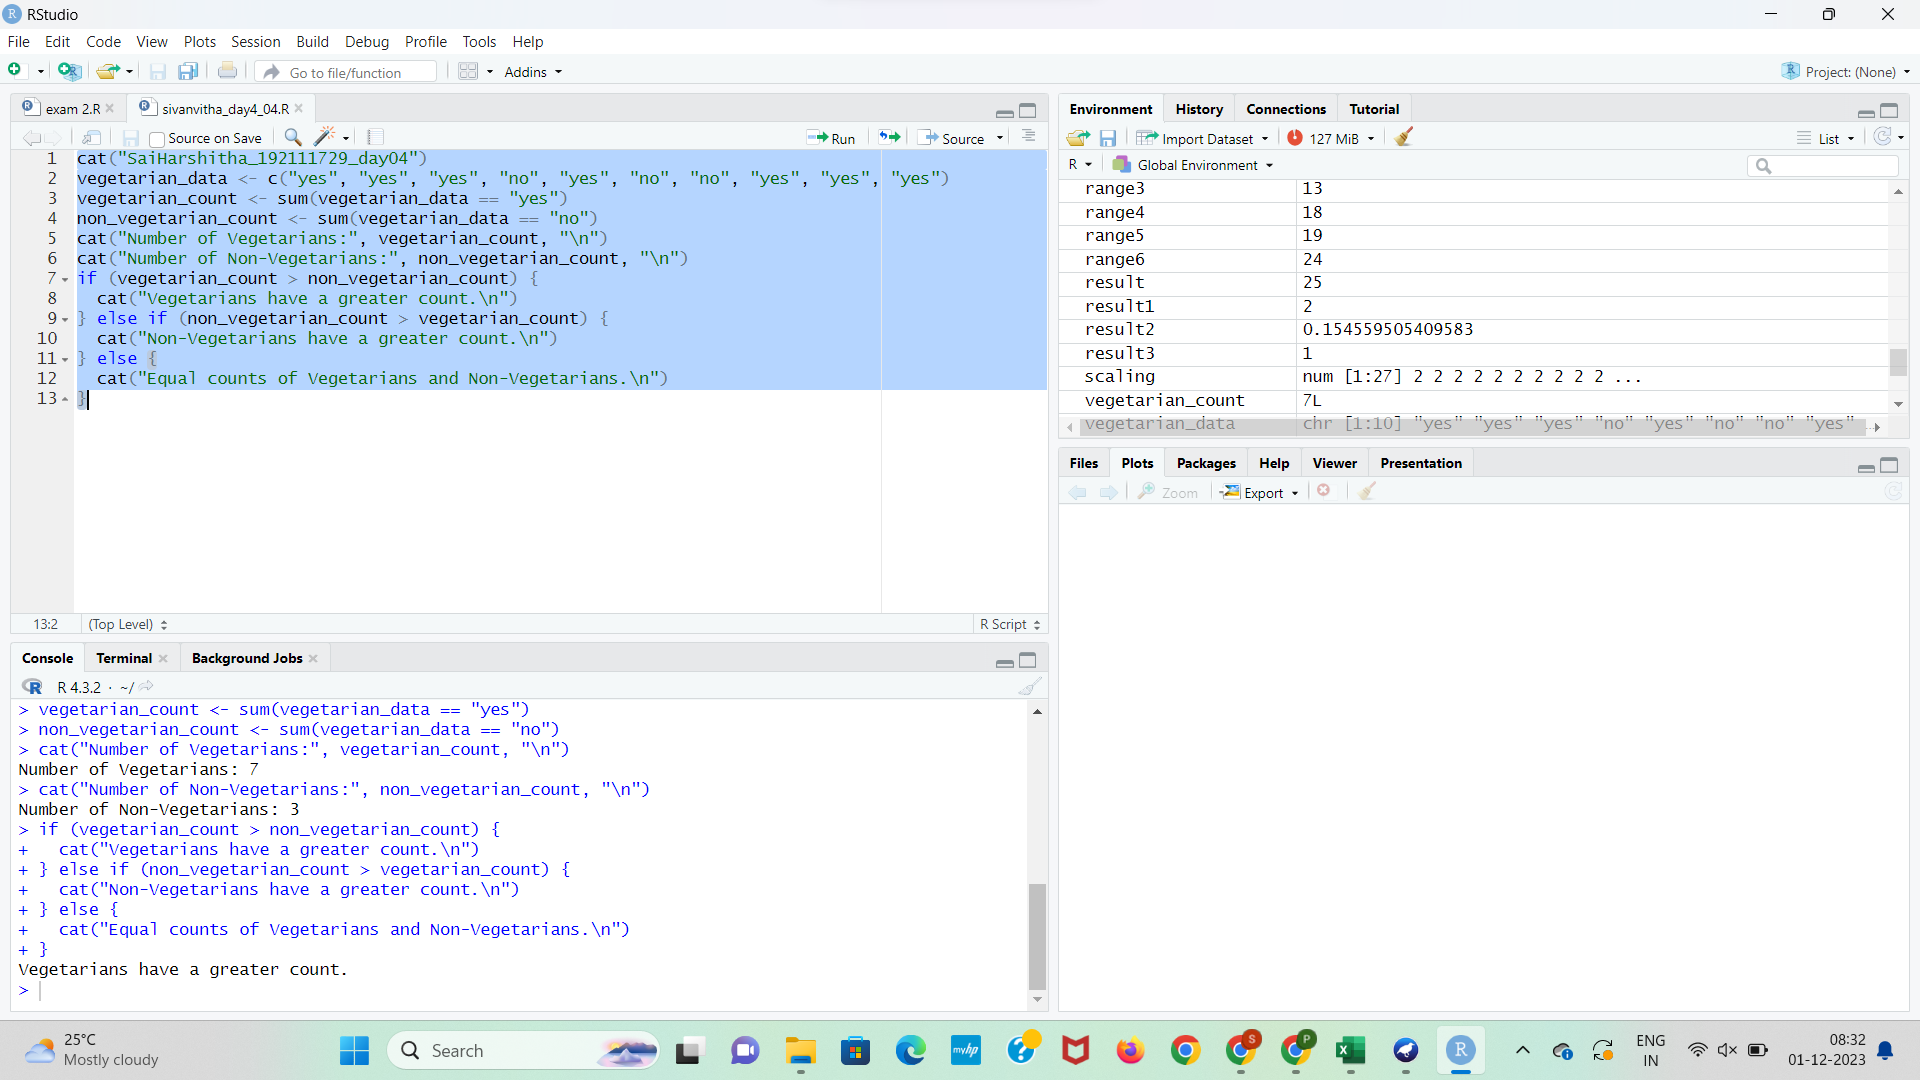 RStudio
File Edit Code View Plots Session Build Debug Profile Tools Help
Go to file/function Addins Project: (None)
exam 2.R sivanvitha_day4_04.R
Source on Save Run Source
1 cat("SaiHarshitha_192111729_day04")
2 vegetarian_data <- c("yes", "yes", "yes", "no", "yes", "no", "no", "yes", "yes", "yes")
3 vegetarian_count <- sum(vegetarian_data == "yes")
4 non_vegetarian_count <- sum(vegetarian_data == "no")
5 cat("Number of Vegetarians:", vegetarian_count, "\n")
6 cat("Number of Non-Vegetarians:", non_vegetarian_count, "\n")
7 if (vegetarian_count > non_vegetarian_count) {
8 cat("Vegetarians have a greater count.\n")
9 } else if (non_vegetarian_count > vegetarian_count) {
10 cat("Non-Vegetarians have a greater count.\n")
11 } else {
12 cat("Equal counts of Vegetarians and Non-Vegetarians.\n")
13 }
13:2 (Top Level) R Script
Console Terminal Background Jobs
R 4.3.2 · ~/
> vegetarian_count <- sum(vegetarian_data == "yes")
> non_vegetarian_count <- sum(vegetarian_data == "no")
> cat("Number of Vegetarians:", vegetarian_count, "\n")
Number of Vegetarians: 7
> cat("Number of Non-Vegetarians:", non_vegetarian_count, "\n")
Number of Non-Vegetarians: 3
> if (vegetarian_count > non_vegetarian_count) {
+ cat("Vegetarians have a greater count.\n")
+ } else if (non_vegetarian_count > vegetarian_count) {
+ cat("Non-Vegetarians have a greater count.\n")
+ } else {
+ cat("Equal counts of Vegetarians and Non-Vegetarians.\n")
+ }
Vegetarians have a greater count.
>
Environment History Connections Tutorial
Import Dataset 127 MiB List
R Global Environment
range3 13
range4 18
range5 19
range6 24
result 25
result1 2
result2 0.154559505409583
result3 1
scaling num [1:27] 2 2 2 2 2 2 2 2 2 2 ...
vegetarian_count 7L
vegetarian_data chr [1:10] "yes" "yes" "yes" "no" "yes" "no" "no" "yes" ...
Files Plots Packages Help Viewer Presentation
Zoom Export
25°C
Mostly cloudy
Search
myhp
S
P
R
ENG
IN
08:32
01-12-2023